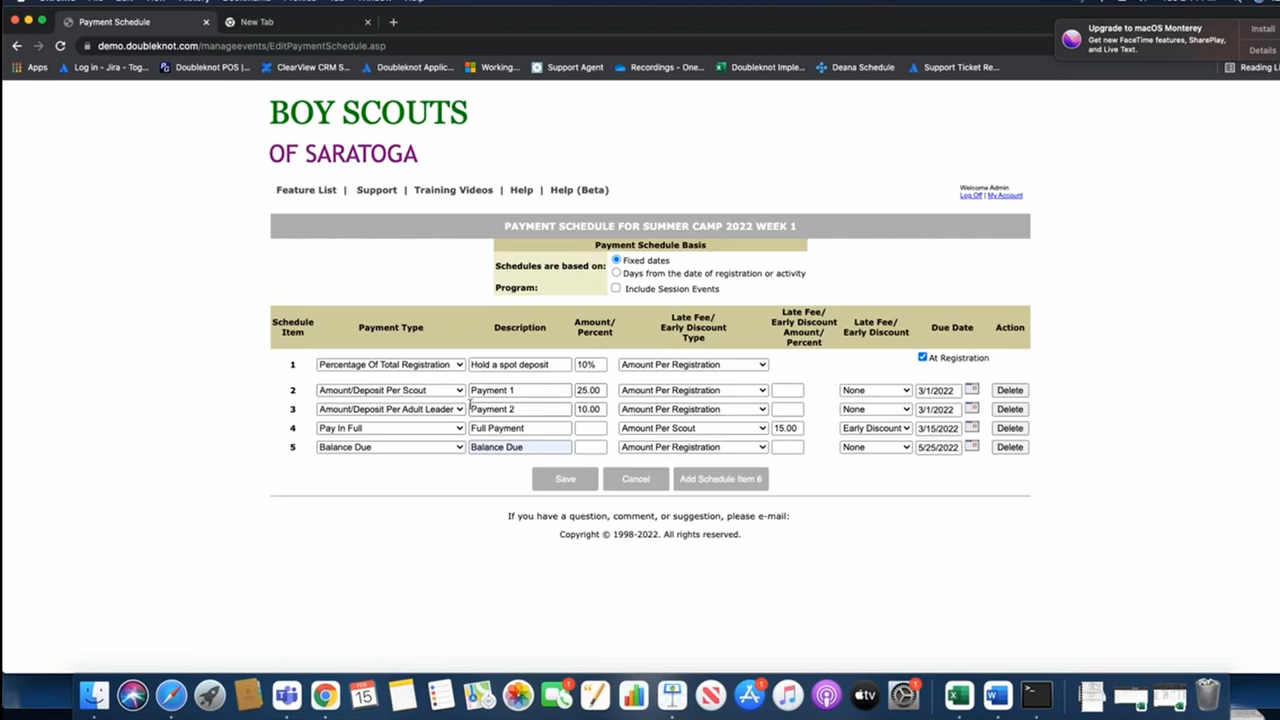 Payment Schedule
New Tab
demo.doubleknot.com/manageevents/EditPaymentSchedule.asp
Upgrade to macOS Monterey
Get new FaceTime features, SharePlay,
and Live Text.
Install
Details
Apps
Log in - Jira - Tog...
Doubleknot POS |...
ClearView CRM S...
Doubleknot Applic...
Working...
Support Agent
Recordings - One...
Doubleknot Imple...
Deana Schedule
Support Ticket Re...
Reading Li
BOY SCOUTS
OF SARATOGA
Feature List | Support | Training Videos | Help | Help (Beta)
Welcome Admin
Log Off | My Account
PAYMENT SCHEDULE FOR SUMMER CAMP 2022 WEEK 1
Payment Schedule Basis
Schedules are based on: Fixed dates
Days from the date of registration or activity
Program: Include Session Events
Schedule Item Payment Type Description Amount/ Percent Late Fee/ Early Discount Type Late Fee/ Early Discount Amount/ Percent Late Fee/ Early Discount Due Date Action
1 Percentage Of Total Registration Hold a spot deposit 10% Amount Per Registration At Registration
2 Amount/Deposit Per Scout Payment 1 25.00 Amount Per Registration None 3/1/2022 Delete
3 Amount/Deposit Per Adult Leader Payment 2 10.00 Amount Per Registration None 3/1/2022 Delete
4 Pay In Full Full Payment Amount Per Scout 15.00 Early Discount 3/15/2022 Delete
5 Balance Due Balance Due Amount Per Registration None 5/25/2022 Delete
Save Cancel Add Schedule Item 6
If you have a question, comment, or suggestion, please e-mail:
Copyright © 1998-2022. All rights reserved.
FEB
15
1
1
1
tv